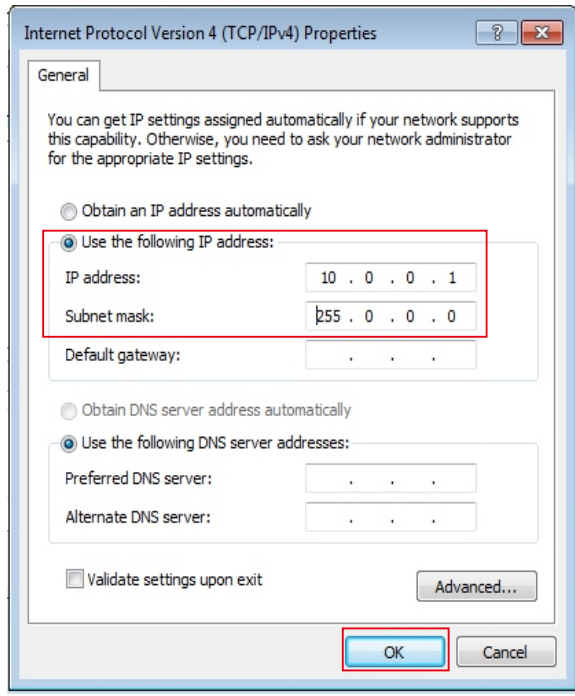 Internet Protocol Version 4 (TCP/IPv4) Properties
General
You can get IP settings assigned automatically if your network supports
this capability. Otherwise, you need to ask your network administrator
for the appropriate IP settings.
Obtain an IP address automatically
Use the following IP address:
IP address: 10 . 0 . 0 . 1
Subnet mask: 255 . 0 . 0 . 0
Default gateway: . . .
Obtain DNS server address automatically
Use the following DNS server addresses:
Preferred DNS server: . . .
Alternate DNS server: . . .
Validate settings upon exit
Advanced...
OK Cancel